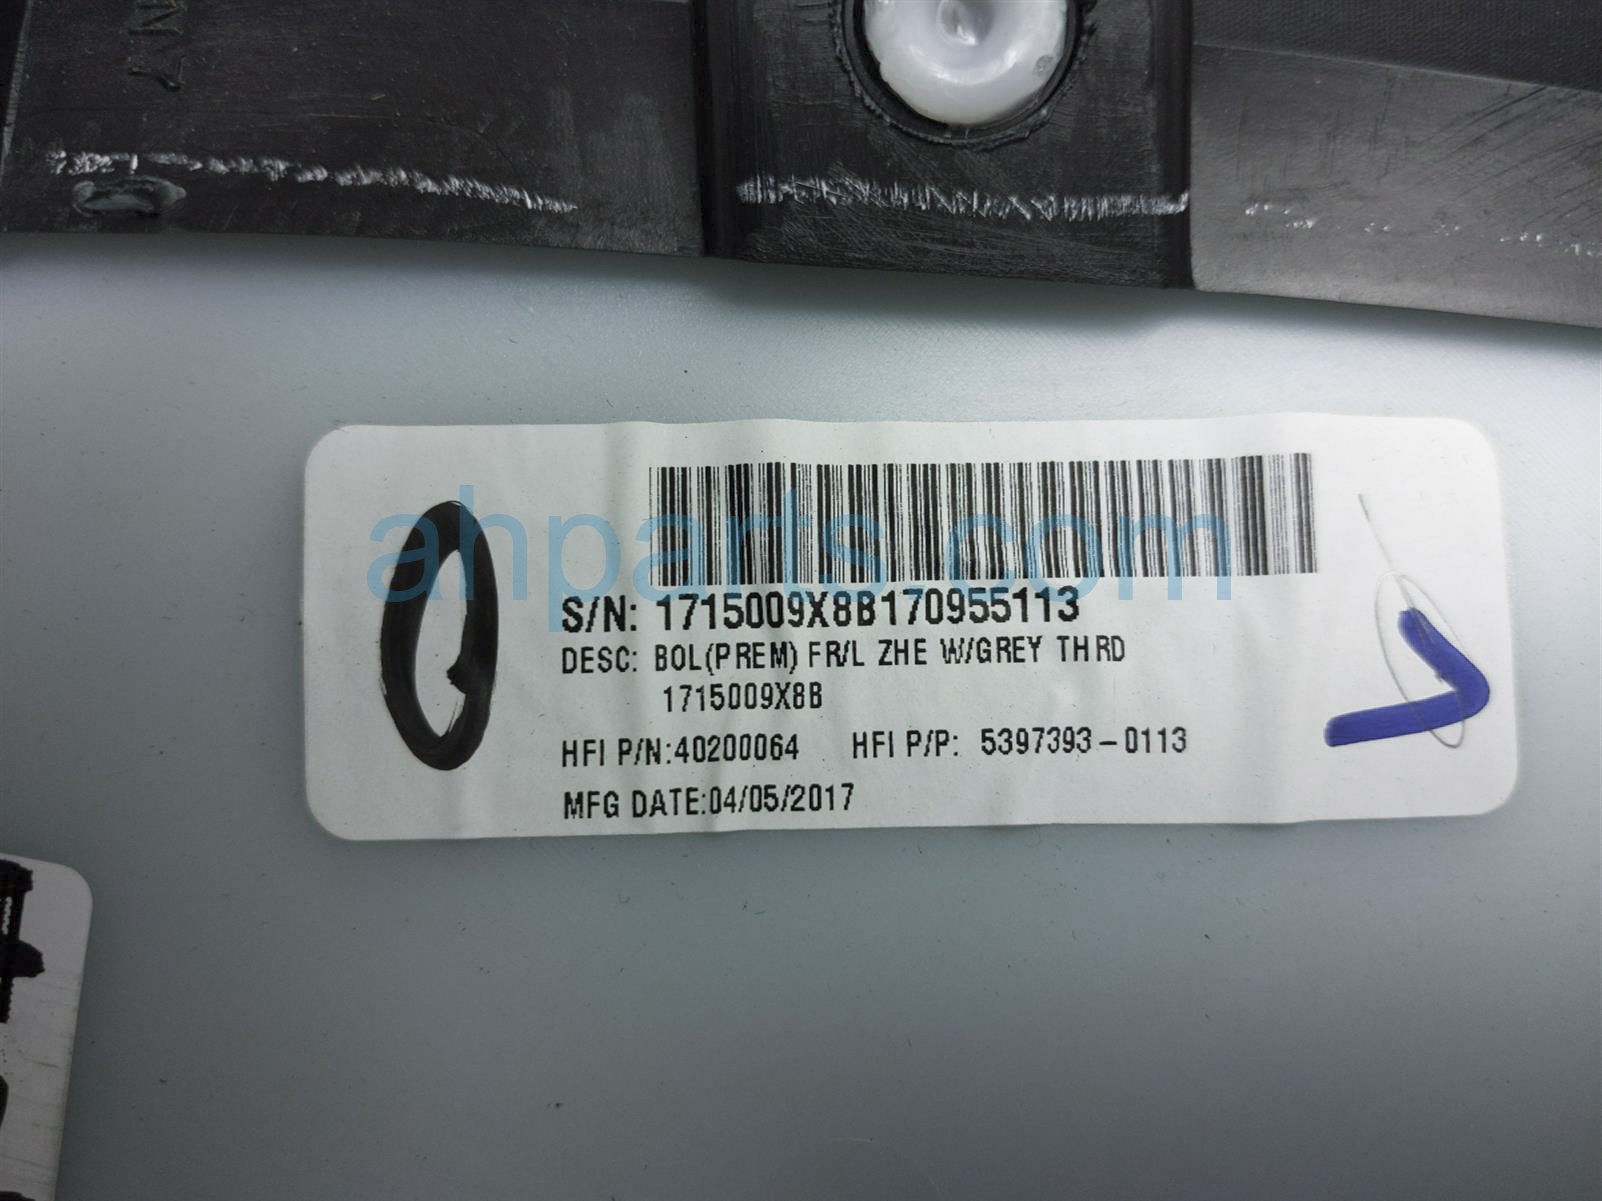 S/N: 1715009X8B170955113
DESC: BOL(PREM) FR/L ZHE W/GREY THRD
1715009X8B
HFI P/N:40200064 HFI P/P: 5397393-0113
MFG DATE:04/05/2017
ahparts.com